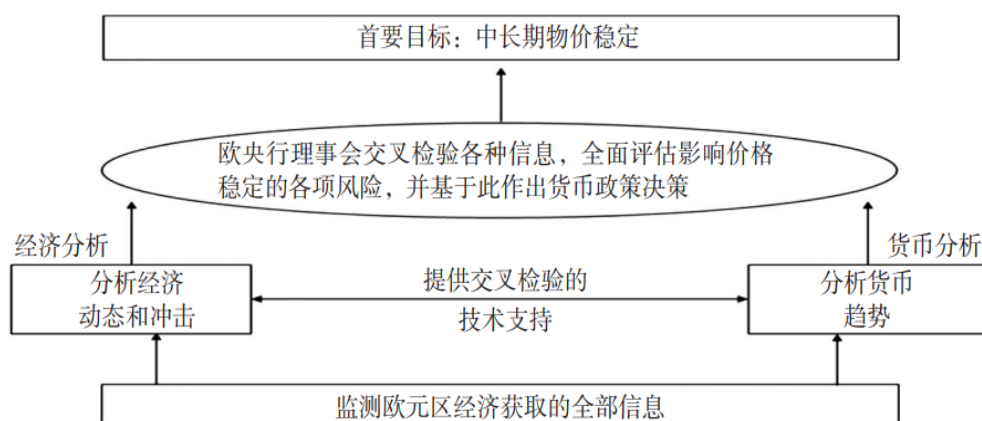 首要目标：中长期物价稳定
欧央行理事会交叉检验各种信息，全面评估影响价格
稳定的各项风险，并基于此作出货币政策决策
经济分析
货币分析
分析经济
动态和冲击
提供交叉检验的
技术支持
分析货币
趋势
监测欧元区经济获取的全部信息